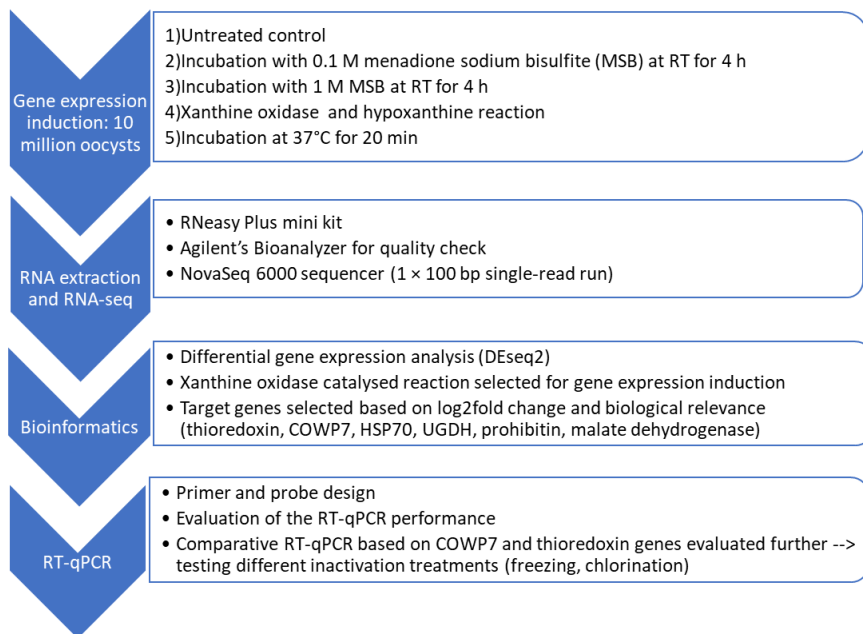 Gene expression
induction: 10
million oocysts
1)Untreated control
2)Incubation with 0.1 M menadione sodium bisulfite (MSB) at RT for 4 h
3)Incubation with 1 M MSB at RT for 4 h
4)Xanthine oxidase and hypoxanthine reaction
5)Incubation at 37°C for 20 min
RNA extraction
and RNA-seq
• RNeasy Plus mini kit
• Agilent’s Bioanalyzer for quality check
• NovaSeq 6000 sequencer (1 × 100 bp single-read run)
Bioinformatics
• Differential gene expression analysis (DEseq2)
• Xanthine oxidase catalysed reaction selected for gene expression induction
• Target genes selected based on log2fold change and biological relevance
(thioredoxin, COWP7, HSP70, UGDH, prohibitin, malate dehydrogenase)
RT-qPCR
• Primer and probe design
• Evaluation of the RT-qPCR performance
• Comparative RT-qPCR based on COWP7 and thioredoxin genes evaluated further -->
testing different inactivation treatments (freezing, chlorination)